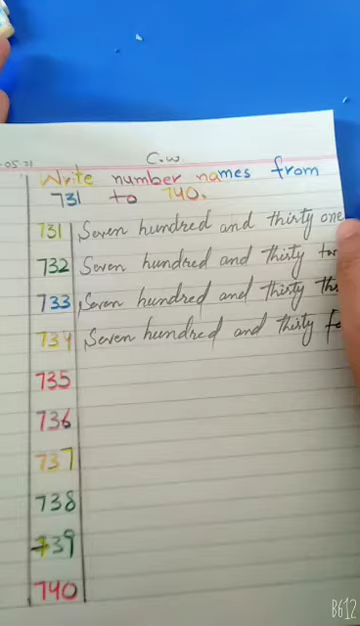 C.W
Write number names from
731 to 740.
731 Seven hundred and thirty one
732 Seven hundred and thirty
733 Seven hundred and thirty
734 Seven hundred and thirty
735
736
737
738
739
740
B612